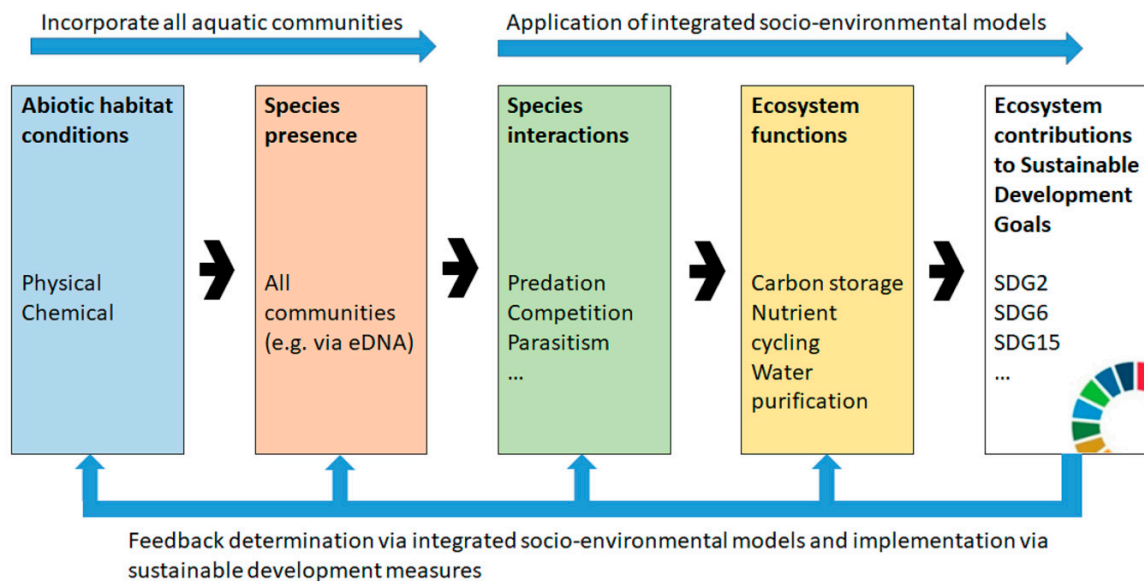 Incorporate all aquatic communities
Application of integrated socio-environmental models
Abiotic habitat
conditions
Physical
Chemical
Species
presence
All
communities
(e.g. via eDNA)
Species
interactions
Predation
Competition
Parasitism
...
Ecosystem
functions
Carbon storage
Nutrient
cycling
Water
purification
Ecosystem
contributions
to Sustainable
Development
Goals
SDG2
SDG6
SDG15
...
Feedback determination via integrated socio-environmental models and implementation via
sustainable development measures